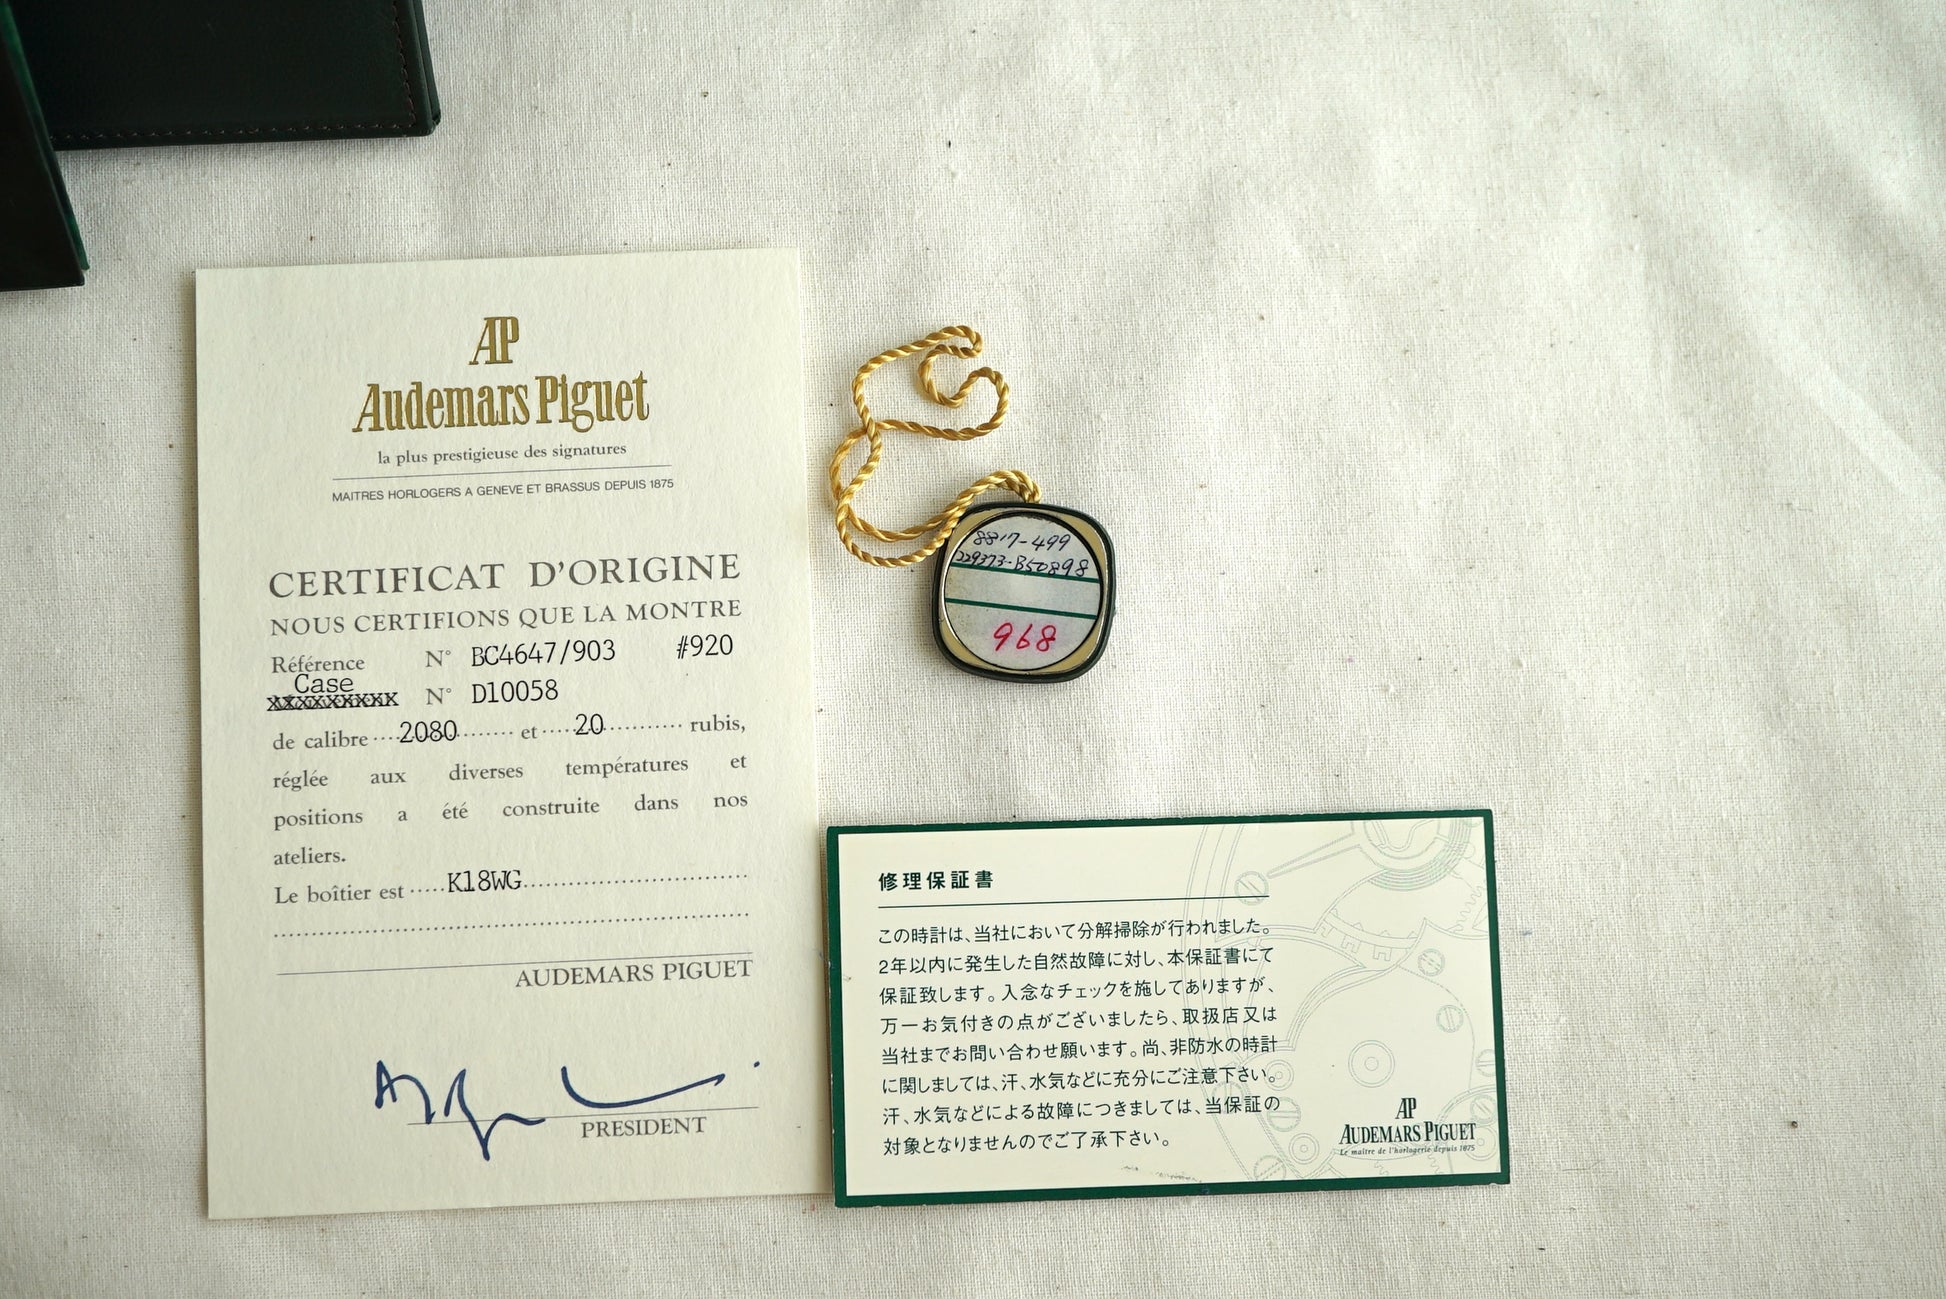 AP
Audemars Piguet
la plus prestigieuse des signatures
MAITRES HORLOGERS A GENEVE ET BRASSUS DEPUIS 1875
CERTIFICAT D'ORIGINE
NOUS CERTIFIONS QUE LA MONTRE
Référence N° BC4647/903 #920
Case
xxxxxxxxx N° D10058
de calibre ....2080........ et .....20........... rubis,
réglée aux diverses températures et
positions a été construite dans nos
ateliers.
Le boîtier est .....K18WG..............................
AUDEMARS PIGUET
PRESIDENT
8817-499
229373-B50898
968
修理保証書
この時計は、当社において分解掃除が行われました。
2年以内に発生した自然故障に対し、本保証書にて
保証致します。入念なチェックを施してありますが、
万一お気付きの点がございましたら、取扱店又は
当社までお問い合わせ願います。尚、非防水の時計
に関しましては、汗、水気などに充分にご注意下さい。
汗、水気などによる故障につきましては、当保証の
対象となりませんのでご了承下さい。
AP
AUDEMARS PIGUET
Le maître de l'horlogerie depuis 1875